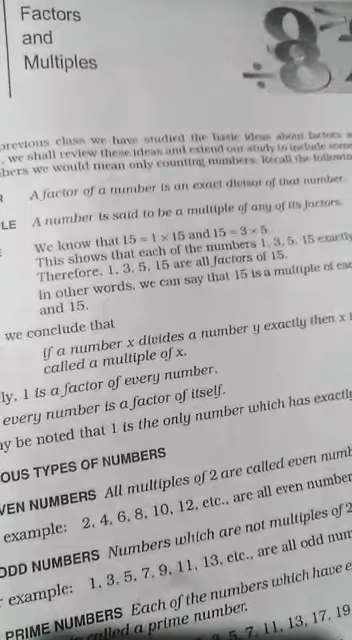 Factors
and
Multiples
previous class we have studied the basic ideas about factors
, we shall review these ideas and extend our study to include some
bers we would mean only counting numbers. Recall the following
R A factor of a number is an exact divisor of that number.
LE A number is said to be a multiple of any of its factors.
E We know that 15 = 1 × 15 and 15 = 3 × 5.
This shows that each of the numbers 1, 3, 5, 15 exactly
Therefore, 1, 3, 5, 15 are all factors of 15.
In other words, we can say that 15 is a multiple of eac
and 15.
we conclude that
if a number x divides a number y exactly then x
called a multiple of x.
ly, 1 is a factor of every number.
every number is a factor of itself.
ay be noted that 1 is the only number which has exactly
OUS TYPES OF NUMBERS
VEN NUMBERS All multiples of 2 are called even numb
example: 2, 4, 6, 8, 10, 12, etc., are all even number
ODD NUMBERS Numbers which are not multiples of 2
r example: 1, 3, 5, 7, 9, 11, 13, etc., are all odd num
PRIME NUMBERS Each of the numbers which have e
called a prime number.
5, 7, 11, 13, 17, 19